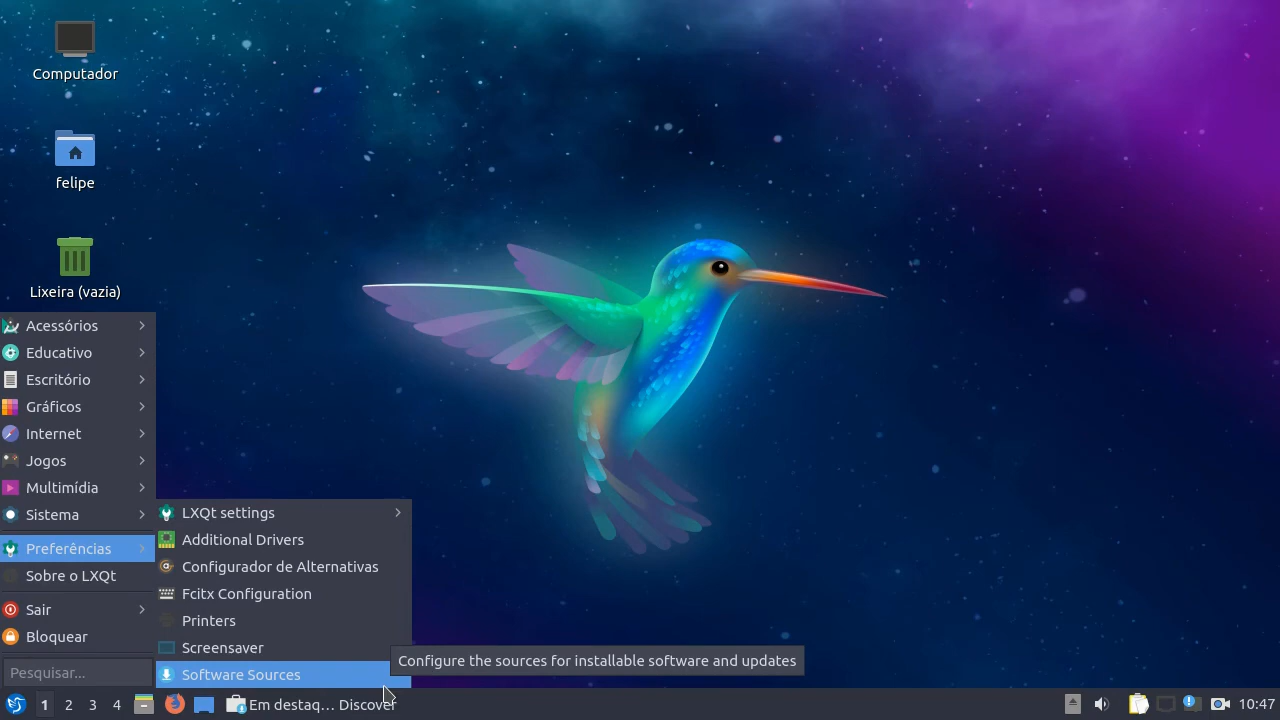 Computador
felipe
Lixeira (vazia)
Acessórios
Educativo
Escritório
Gráficos
Internet
Jogos
Multimídia
Sistema
Preferências
Sobre o LXQt
Sair
Bloquear
Pesquisar...
LXQt settings
Additional Drivers
Configurador de Alternativas
Fcitx Configuration
Printers
Screensaver
Software Sources
Configure the sources for installable software and updates
1 2 3 4 Em destaq… Discover 10:47